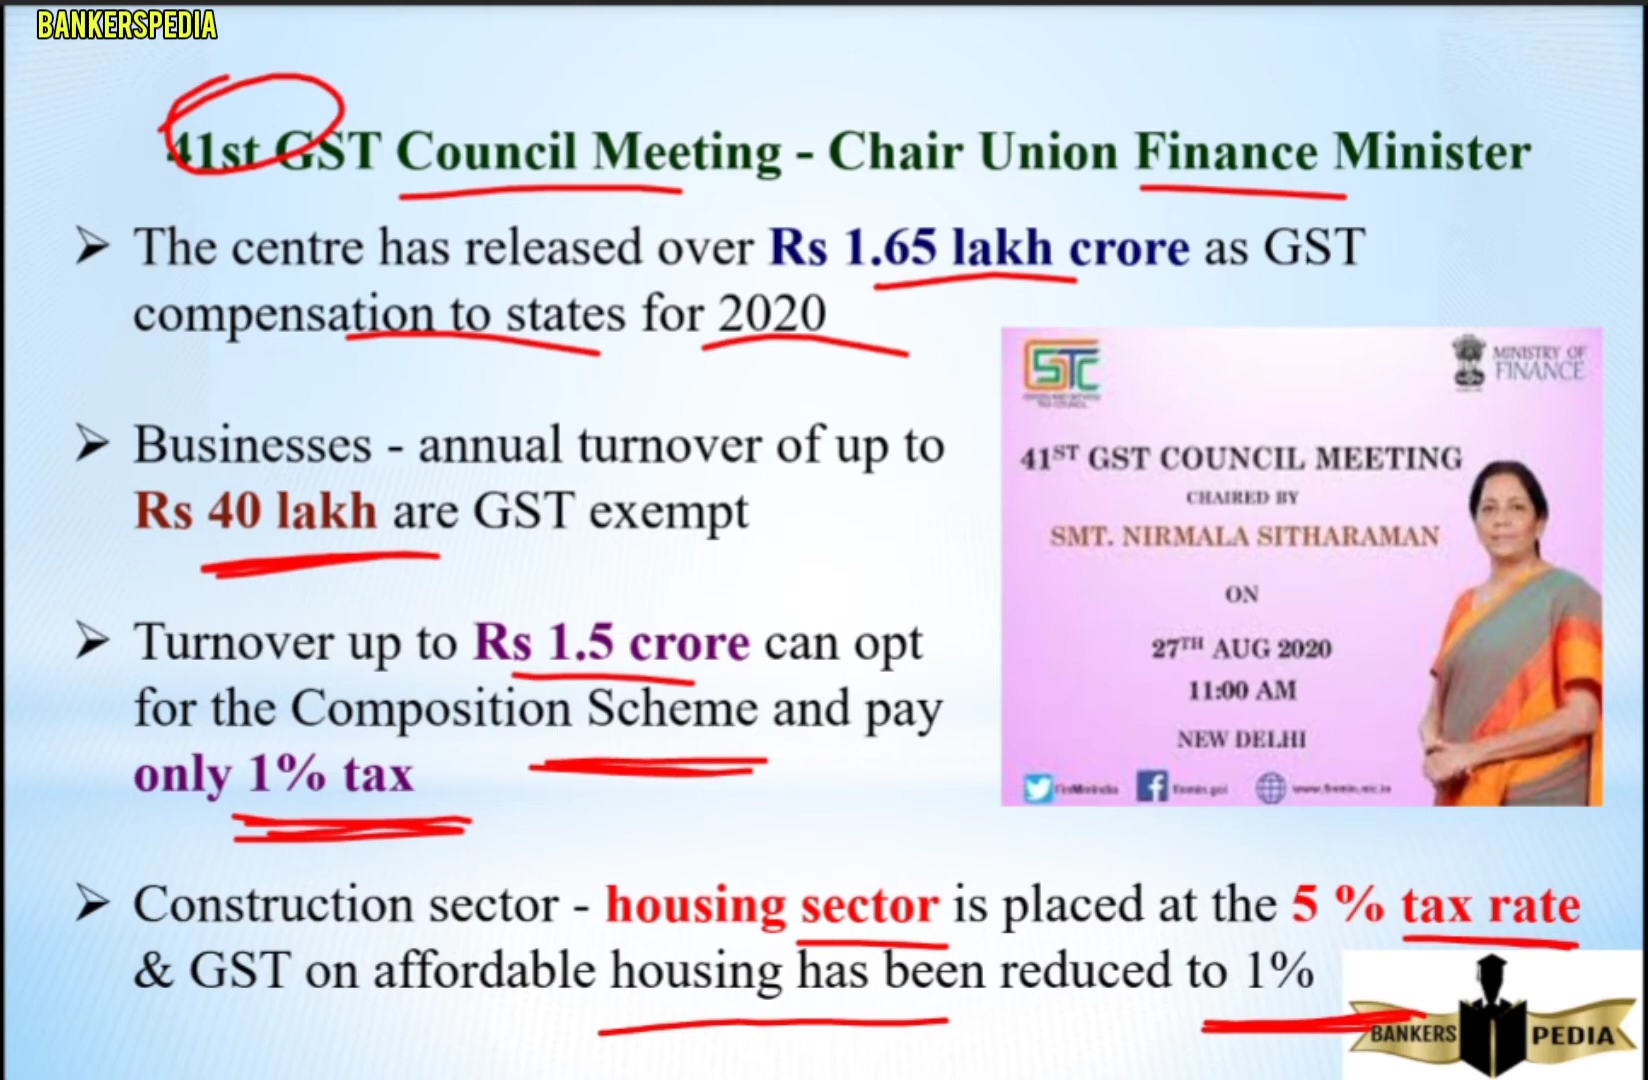 BANKERSPEDIA
41st GST Council Meeting - Chair Union Finance Minister
➢ The centre has released over Rs 1.65 lakh crore as GST
compensation to states for 2020
➢ Businesses - annual turnover of up to
Rs 40 lakh are GST exempt
➢ Turnover up to Rs 1.5 crore can opt
for the Composition Scheme and pay
only 1% tax
➢ Construction sector - housing sector is placed at the 5 % tax rate
& GST on affordable housing has been reduced to 1%
MINISTRY OF
FINANCE
41ST GST COUNCIL MEETING
CHAIRED BY
SMT. NIRMALA SITHARAMAN
ON
27TH AUG 2020
11:00 AM
NEW DELHI
BANKERS PEDIA